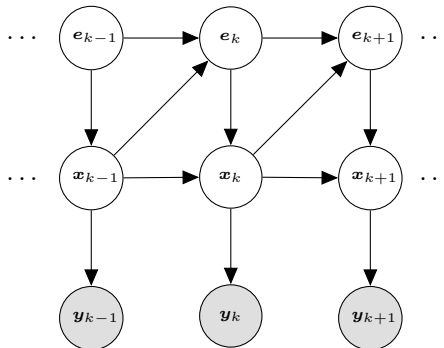 ··· e_{k−1} e_k e_{k+1} ··
··· x_{k−1} x_k x_{k+1} ··
y_{k−1} y_k y_{k+1}